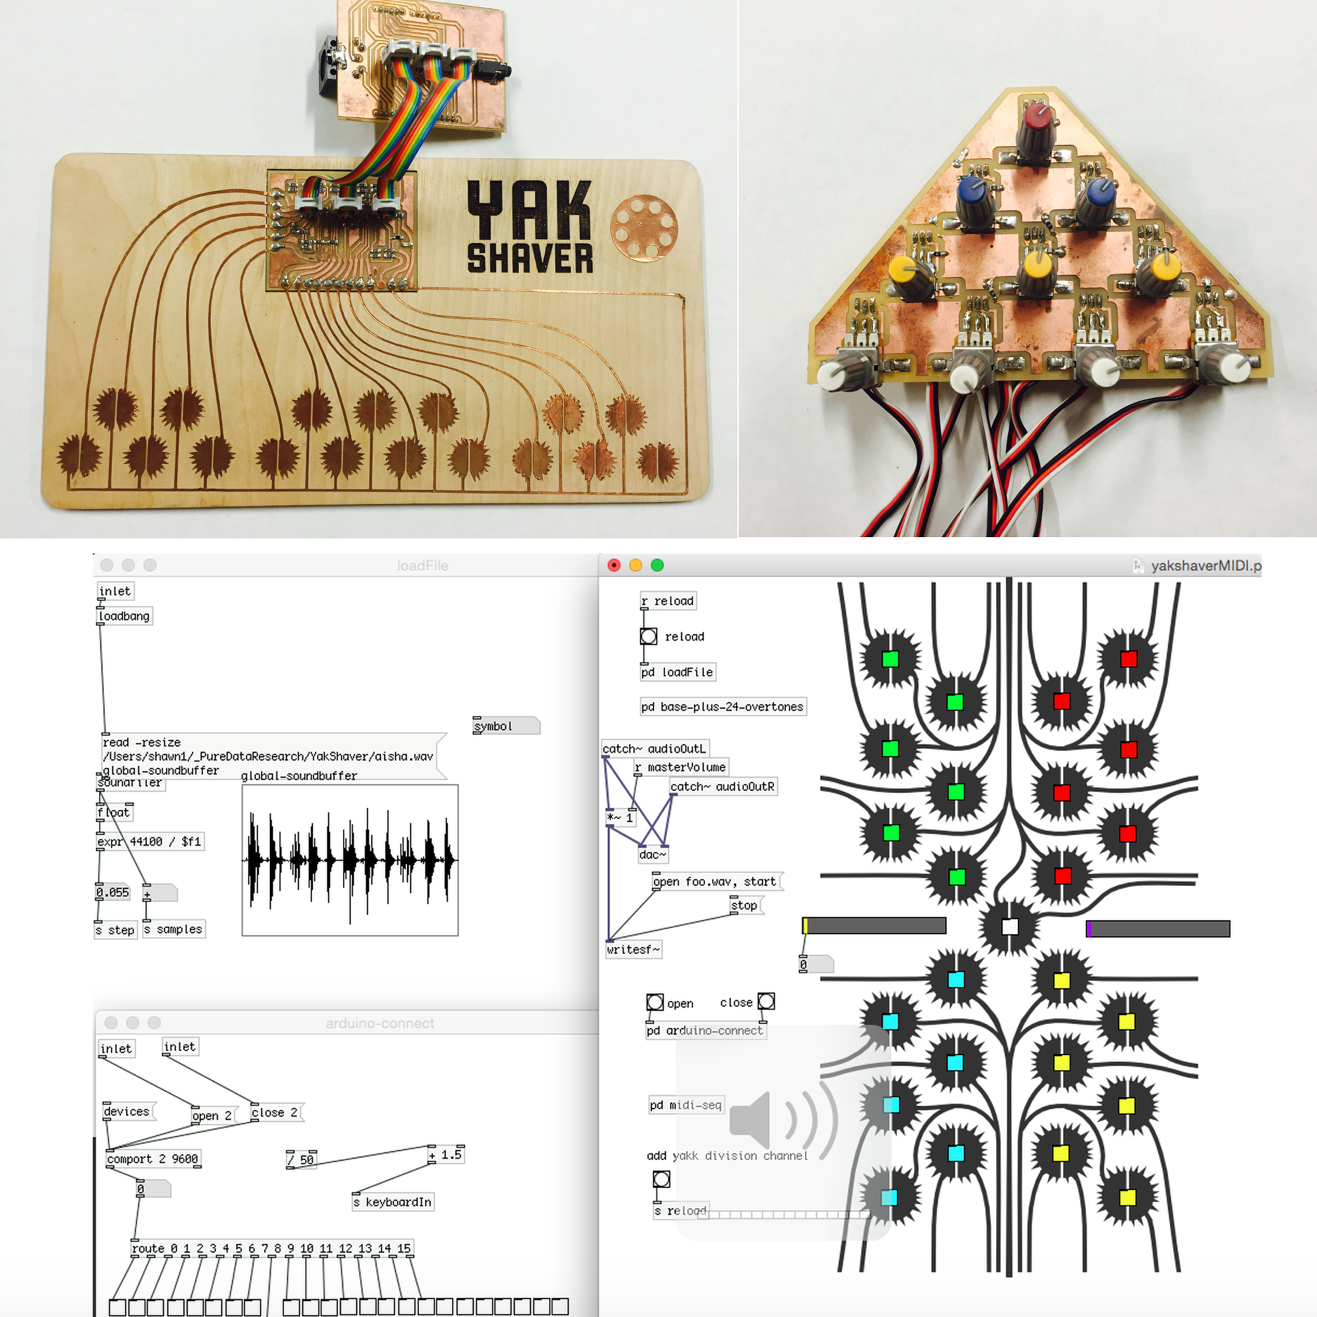 YAK
SHAVER
loadFile
inlet
loadbang
symbol
read -resize
/Users/shawn1/_PureDataResearch/YakShaver/aisha.wav
global-soundbuffer
global-soundbuffer
soundfiler
float
expr 44100 / $f1
0.055
+
s step
s samples
arduino-connect
inlet
inlet
devices
open 2
close 2
comport 2 9600
/ 50
+ 1.5
0
s keyboardIn
route 0 1 2 3 4 5 6 7 8 9 10 11 12 13 14 15
yakshaverMIDI.p
r reload
reload
pd loadFile
pd base-plus-24-overtones
catch~ audioOutL
r masterVolume
catch~ audioOutR
*~ 1
dac~
open foo.wav, start
stop
writesf~
0
open
close
pd arduino-connect
pd midi-seq
add yakk division channel
s reload